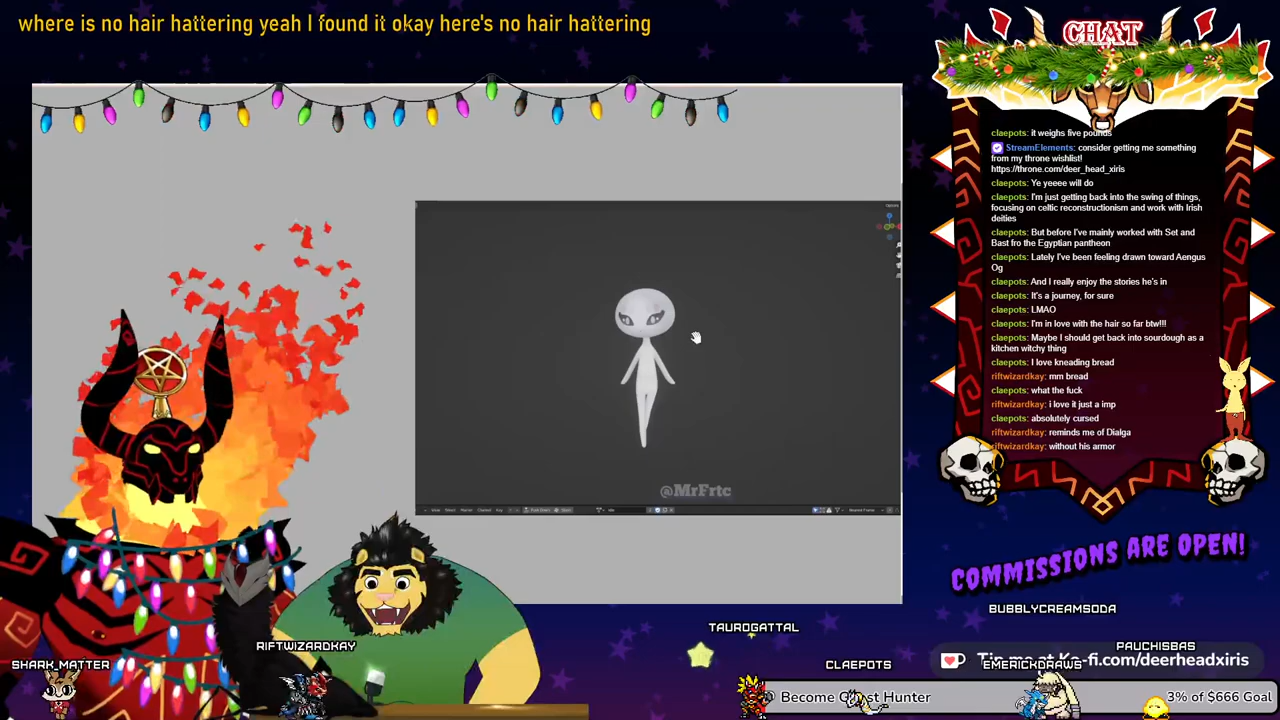 where is no hair hattering yeah I found it okay here's no hair hattering
CHAT
claepots: it weighs five pounds
StreamElements: consider getting me something
from my throne wishlist!
https://throne.com/deer_head_xiris
claepots: Ye yeeee will do
claepots: I'm just getting back into the swing of things,
focusing on celtic reconstructionism and work with Irish
deities
claepots: But before I've mainly worked with Set and
Bast fro the Egyptian pantheon
claepots: Lately I've been feeling drawn toward Aengus
Og
claepots: And I really enjoy the stories he's in
claepots: It's a journey, for sure
claepots: LMAO
claepots: I'm in love with the hair so far btw!!!
claepots: Maybe I should get back into sourdough as a
kitchen witchy thing
claepots: I love kneading bread
riftwizardkay: mm bread
claepots: what the fuck
riftwizardkay: i love it just a imp
claepots: absolutely cursed
riftwizardkay: reminds me of Dialga
riftwizardkay: without his armor
@MrFrtc
COMMISSIONS ARE OPEN!
BUBBLYCREAMSODA
TAUROGATTAL
RIFTWIZARDKAY
PAUCHISBAS
SHARK_MATTER
CLAEPOTS
EMERICKDRAWS
Tip me at Ko-fi.com/deerheadxiris
Become Ghost Hunter
3% of $666 Goal